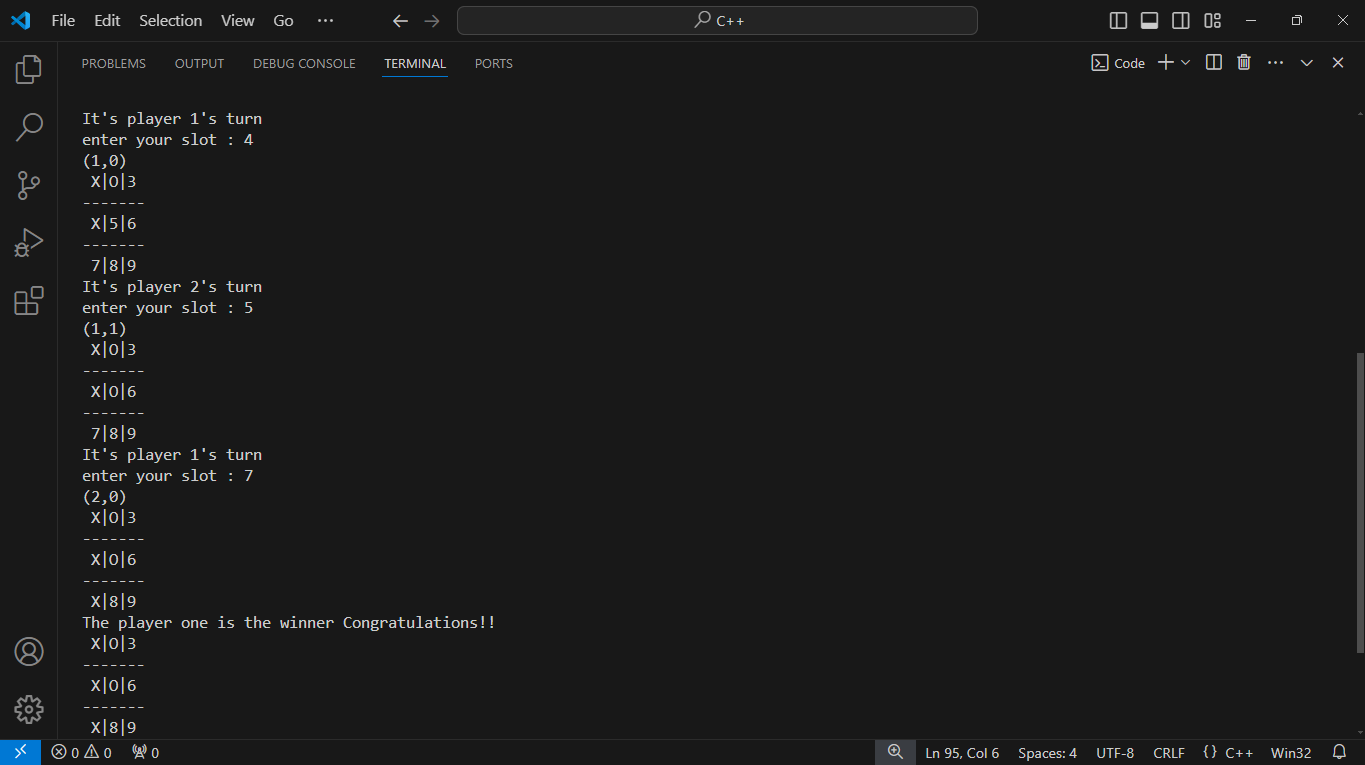 File Edit Selection View Go ...
C++
PROBLEMS OUTPUT DEBUG CONSOLE TERMINAL PORTS
Code
It's player 1's turn
enter your slot : 4
(1,0)
 X|O|3
-------
 X|5|6
-------
 7|8|9
It's player 2's turn
enter your slot : 5
(1,1)
 X|O|3
-------
 X|O|6
-------
 7|8|9
It's player 1's turn
enter your slot : 7
(2,0)
 X|O|3
-------
 X|O|6
-------
 X|8|9
The player one is the winner Congratulations!!
 X|O|3
-------
 X|O|6
-------
 X|8|9
0 0 0 Ln 95, Col 6 Spaces: 4 UTF-8 CRLF {} C++ Win32